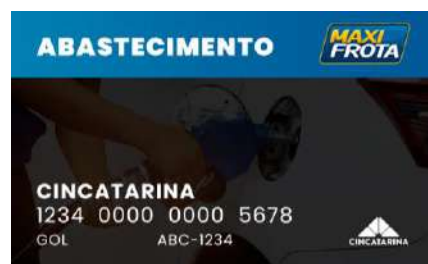 ABASTECIMENTO
MAXI
FROTA
CINCATARINA
1234 0000 0000 5678
GOL ABC-1234
CINCATARINA